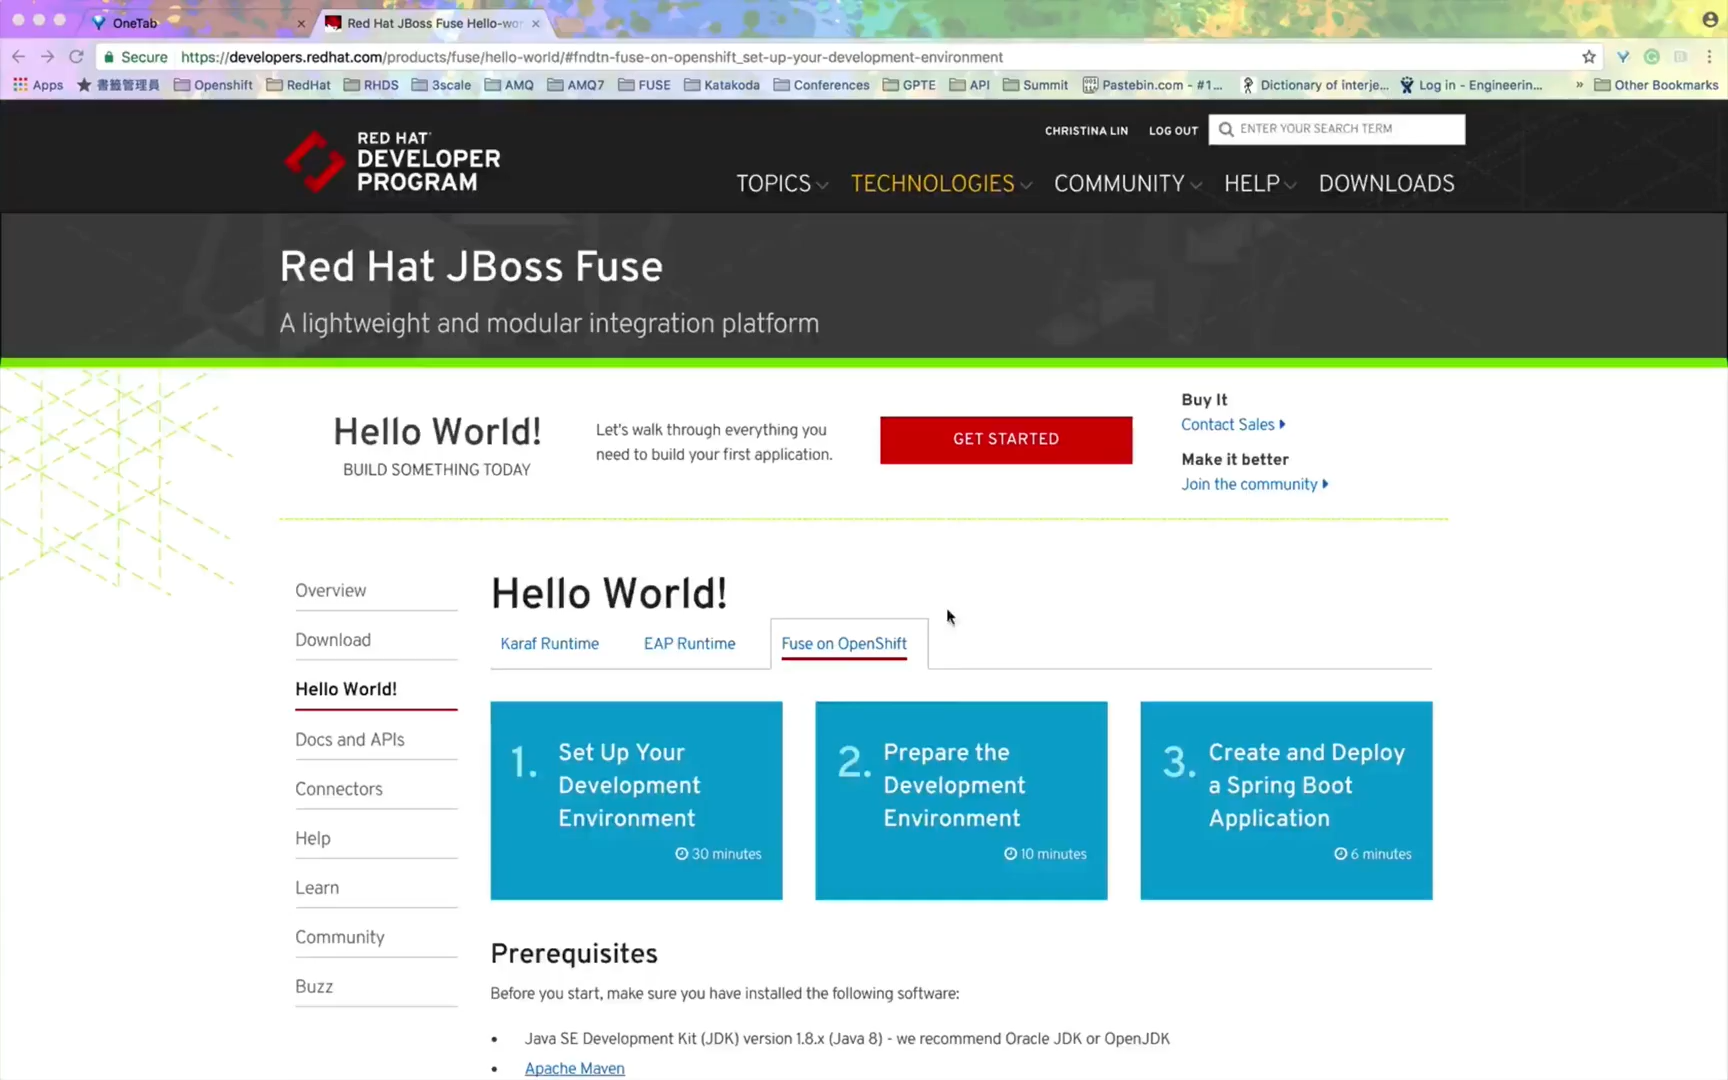 OneTab
Red Hat JBoss Fuse Hello-wor
Secure https://developers.redhat.com/products/fuse/hello-world/#fndtn-fuse-on-openshift_set-up-your-development-environment
Apps 書籤管理員 Openshift RedHat RHDS 3scale AMQ AMQ7 FUSE Katakoda Conferences GPTE API Summit Pastebin.com - #1... Dictionary of interje... Log in - Engineerin... » Other Bookmarks
RED HAT
DEVELOPER
PROGRAM
CHRISTINA LIN LOG OUT ENTER YOUR SEARCH TERM
TOPICS TECHNOLOGIES COMMUNITY HELP DOWNLOADS
Red Hat JBoss Fuse
A lightweight and modular integration platform
Hello World!
BUILD SOMETHING TODAY
Let's walk through everything you
need to build your first application.
GET STARTED
Buy It
Contact Sales
Make it better
Join the community
Overview
Download
Hello World!
Docs and APIs
Connectors
Help
Learn
Community
Buzz
Hello World!
Karaf Runtime EAP Runtime Fuse on OpenShift
1. Set Up Your
Development
Environment
30 minutes
2. Prepare the
Development
Environment
10 minutes
3. Create and Deploy
a Spring Boot
Application
6 minutes
Prerequisites
Before you start, make sure you have installed the following software:
• Java SE Development Kit (JDK) version 1.8.x (Java 8) - we recommend Oracle JDK or OpenJDK
• Apache Maven